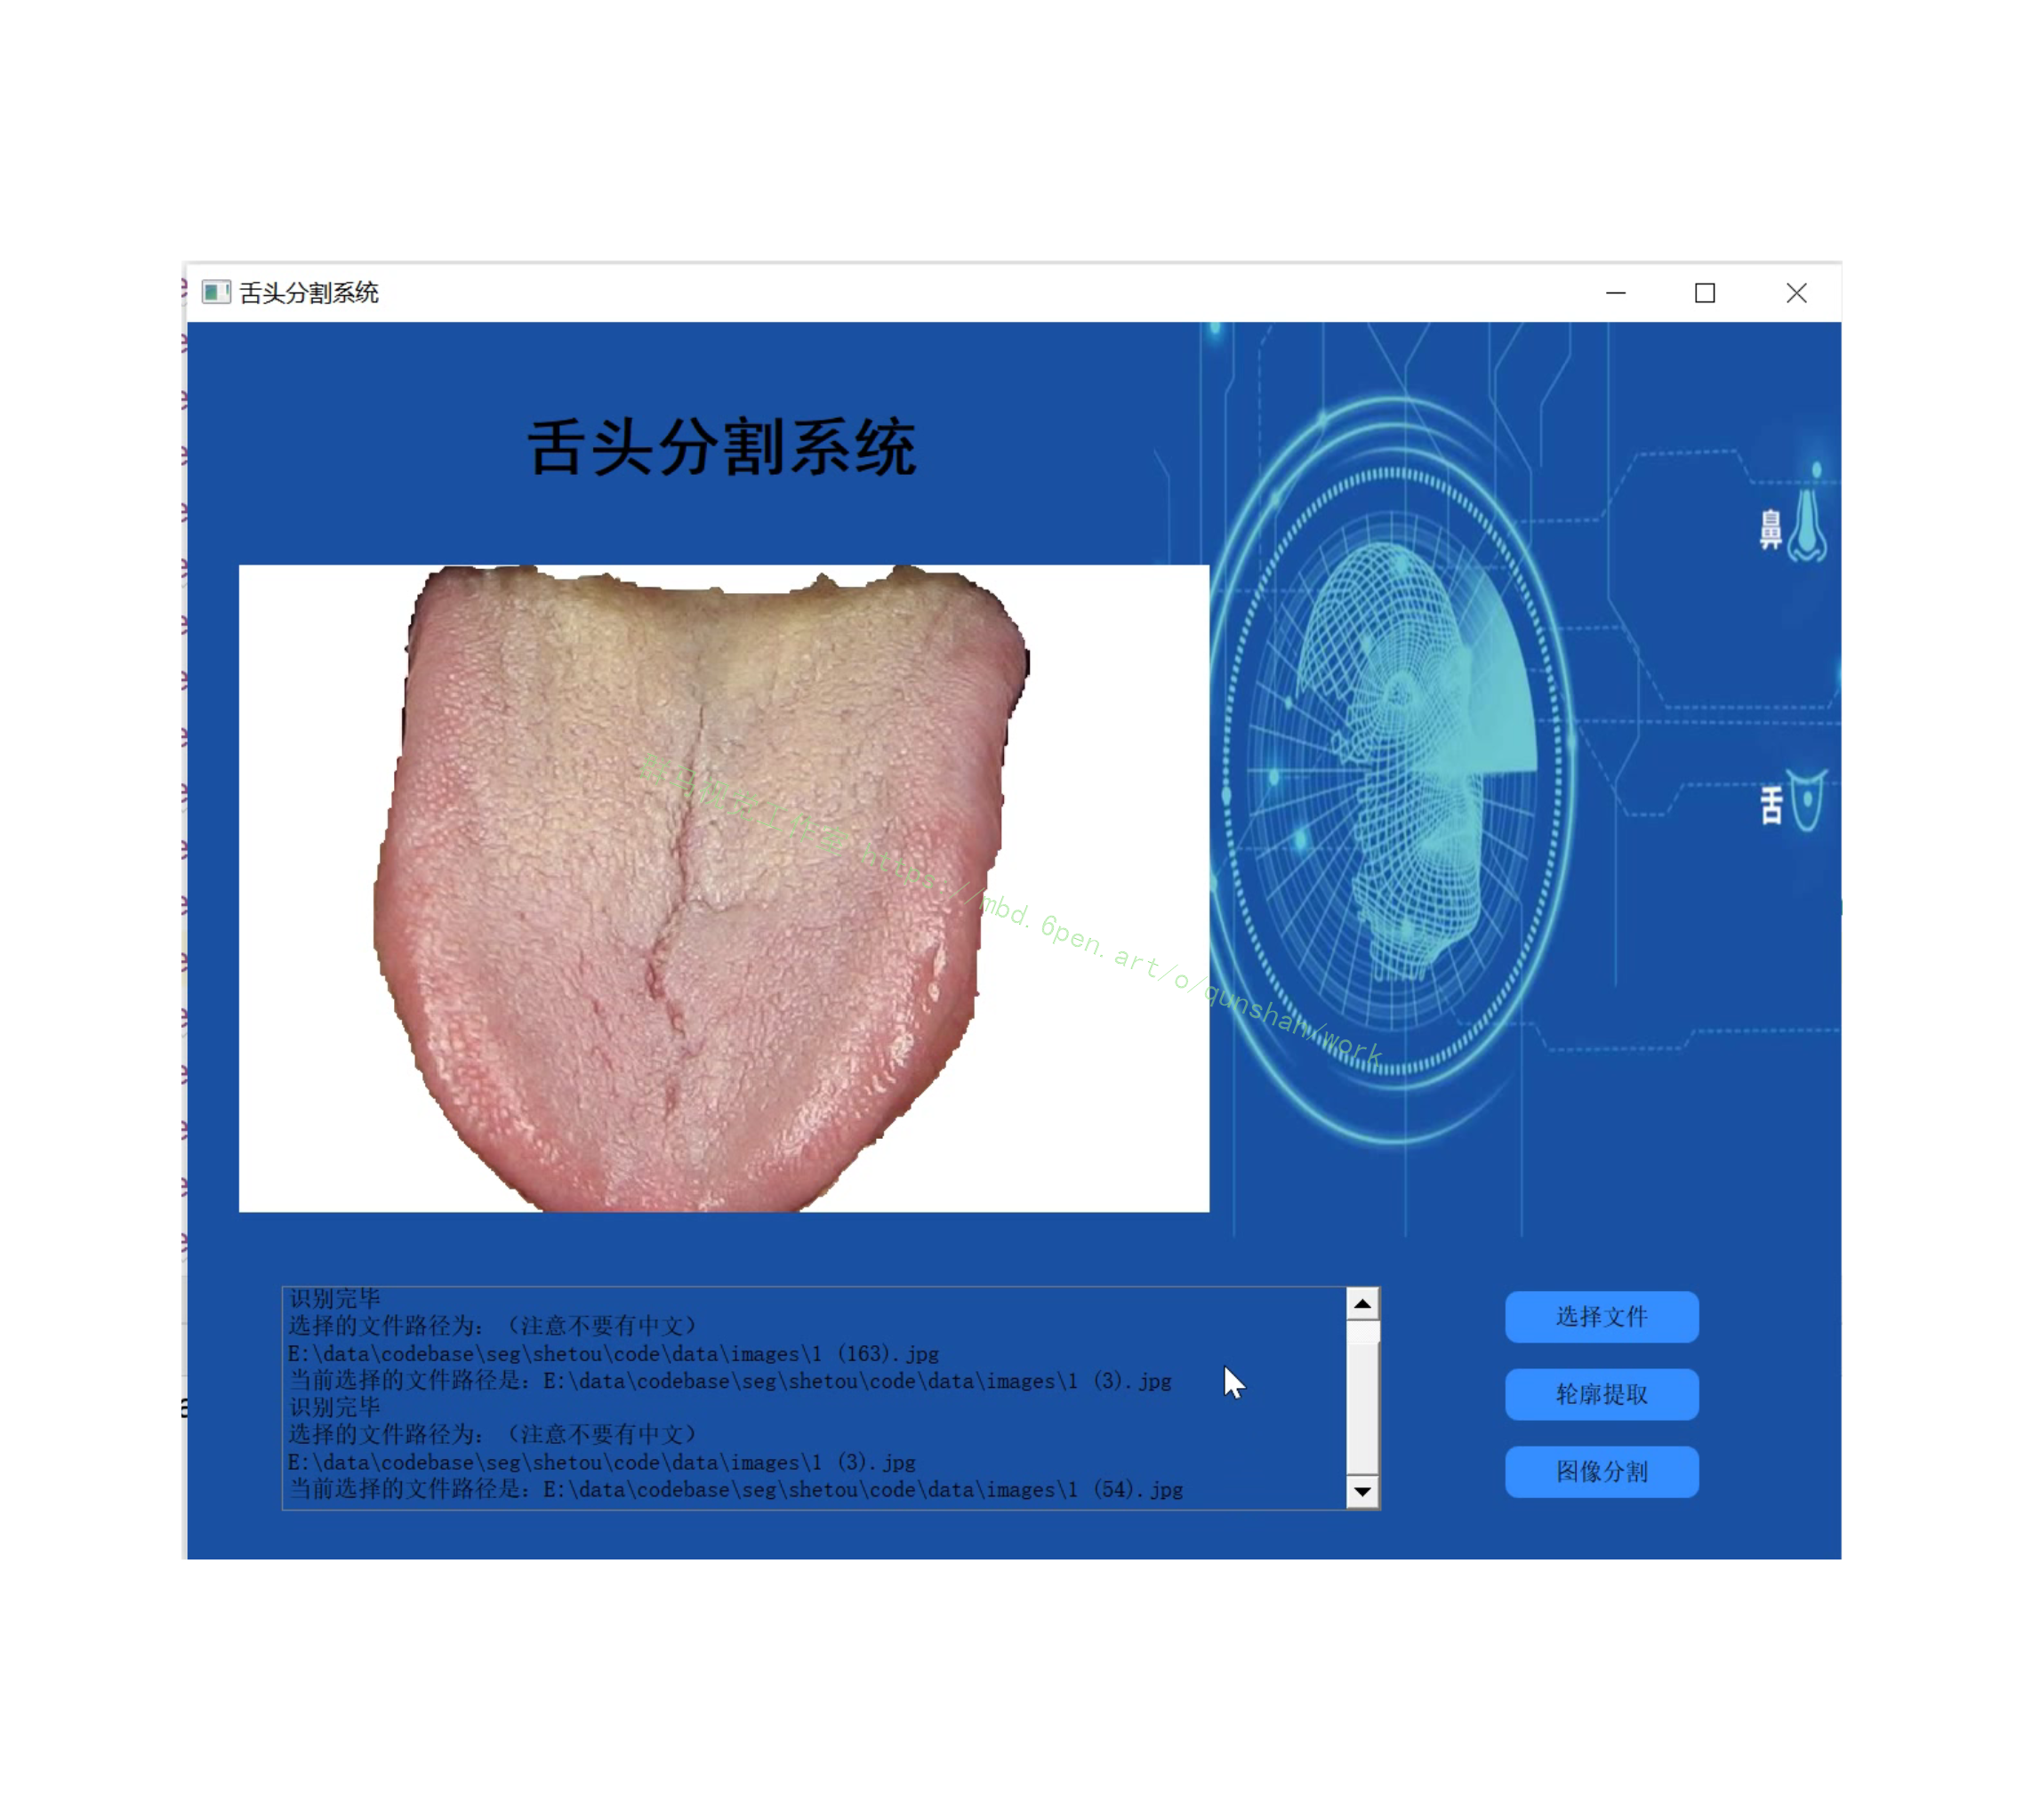 舌头分割系统
舌头分割系统
鼻
舌
https://mbd.6pen.art/o/qunshan/work
识别完毕
选择的文件路径为：（注意不要有中文）
E:\data\codebase\seg\shetou\code\data\images\1 (163).jpg
当前选择的文件路径是：E:\data\codebase\seg\shetou\code\data\images\1 (3).jpg
识别完毕
选择的文件路径为：（注意不要有中文）
E:\data\codebase\seg\shetou\code\data\images\1 (3).jpg
当前选择的文件路径是：E:\data\codebase\seg\shetou\code\data\images\1 (54).jpg
选择文件
轮廓提取
图像分割